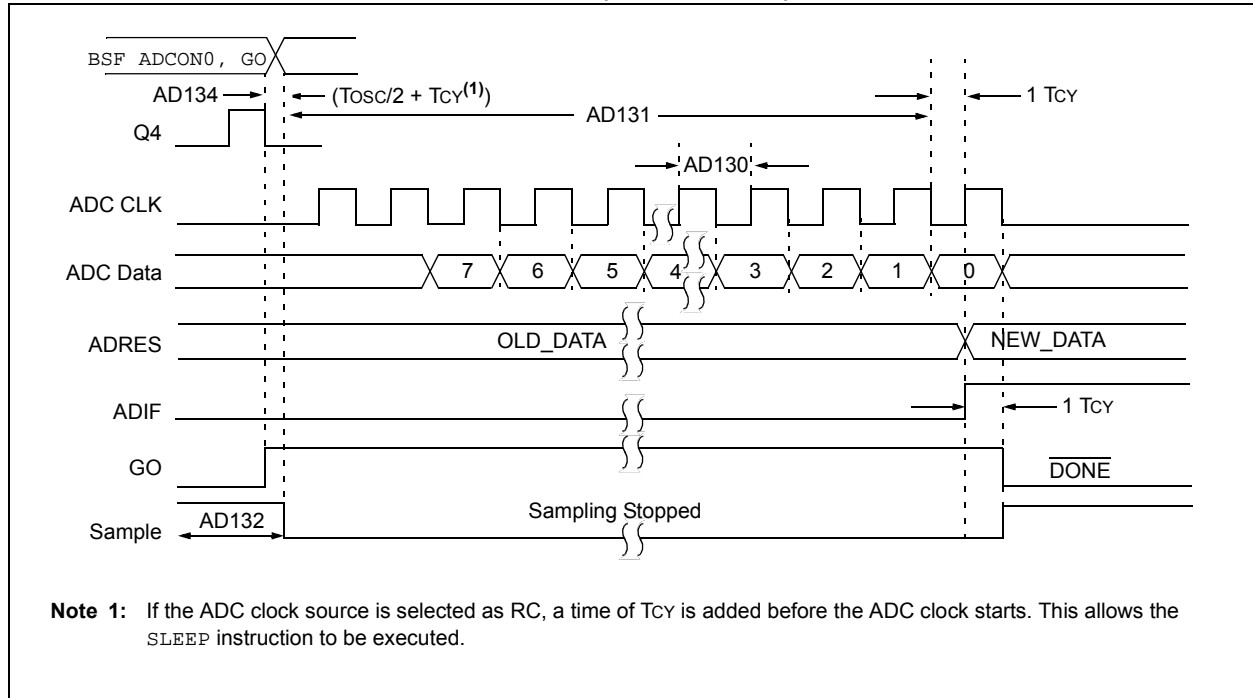 BSF ADCON0, GO
AD134
(TOSC/2 + TCY(1))
1 TCY
AD131
Q4
AD130
ADC CLK
ADC Data
7 6 5 4 3 2 1 0
ADRES
OLD_DATA
NEW_DATA
ADIF
1 TCY
GO
DONE
Sample
AD132
Sampling Stopped
Note 1: If the ADC clock source is selected as RC, a time of TCY is added before the ADC clock starts. This allows the
SLEEP instruction to be executed.